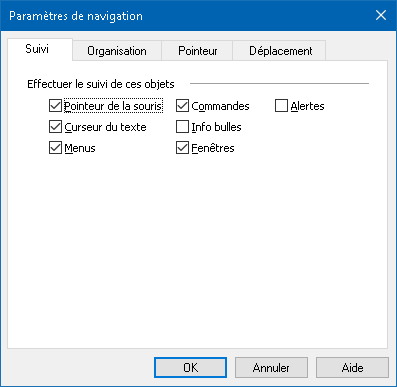 Paramètres de navigation
Suivi Organisation Pointeur Déplacement
Effectuer le suivi de ces objets
Pointeur de la souris Commandes Alertes
Curseur du texte Info bulles
Menus Fenêtres
OK Annuler Aide